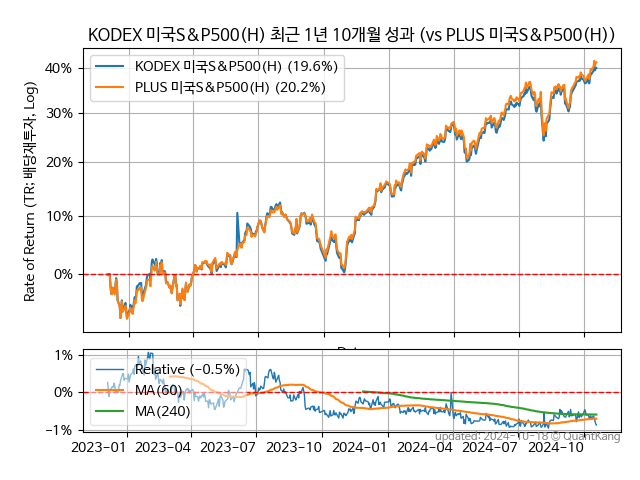 KODEX 미국S&P500(H) 최근 1년 10개월 성과 (vs PLUS 미국S&P500(H))
KODEX 미국S&P500(H) (19.6%)
PLUS 미국S&P500(H) (20.2%)
Rate of Return (TR: 배당재투자, Log)
40%
30%
20%
10%
0%
1%
0%
−1%
Relative (−0.5%)
MA(60)
MA(240)
2023-01 2023-04 2023-07 2023-10 2024-01 2024-04 2024-07 2024-10
updated: 2024-10-18 © QuantKang